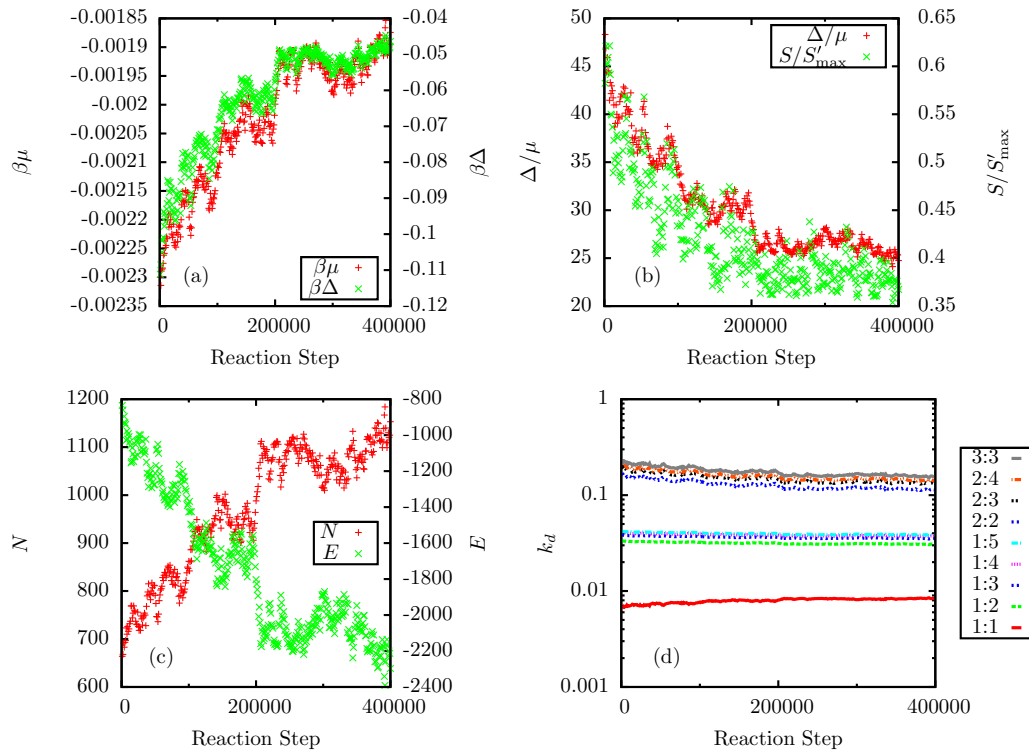 -0.00185
-0.0019
-0.00195
-0.002
-0.00205
-0.0021
-0.00215
-0.0022
-0.00225
-0.0023
-0.00235
βμ
-0.04
-0.05
-0.06
-0.07
-0.08
-0.09
-0.1
-0.11
-0.12
βΔ
(a)
βμ
βΔ
0 200000 400000
Reaction Step
50
45
40
35
30
25
20
Δ/μ
0.65
0.6
0.55
0.5
0.45
0.4
0.35
S/S′max
Δ/μ
S/S′max
(b)
0 200000 400000
Reaction Step
1200
1100
1000
900
800
700
600
N
-800
-1000
-1200
-1400
-1600
-1800
-2000
-2200
-2400
E
N
E
(c)
0 200000 400000
Reaction Step
1
0.1
0.01
0.001
kd
(d)
0 200000 400000
Reaction Step
3:3
2:4
2:3
2:2
1:5
1:4
1:3
1:2
1:1